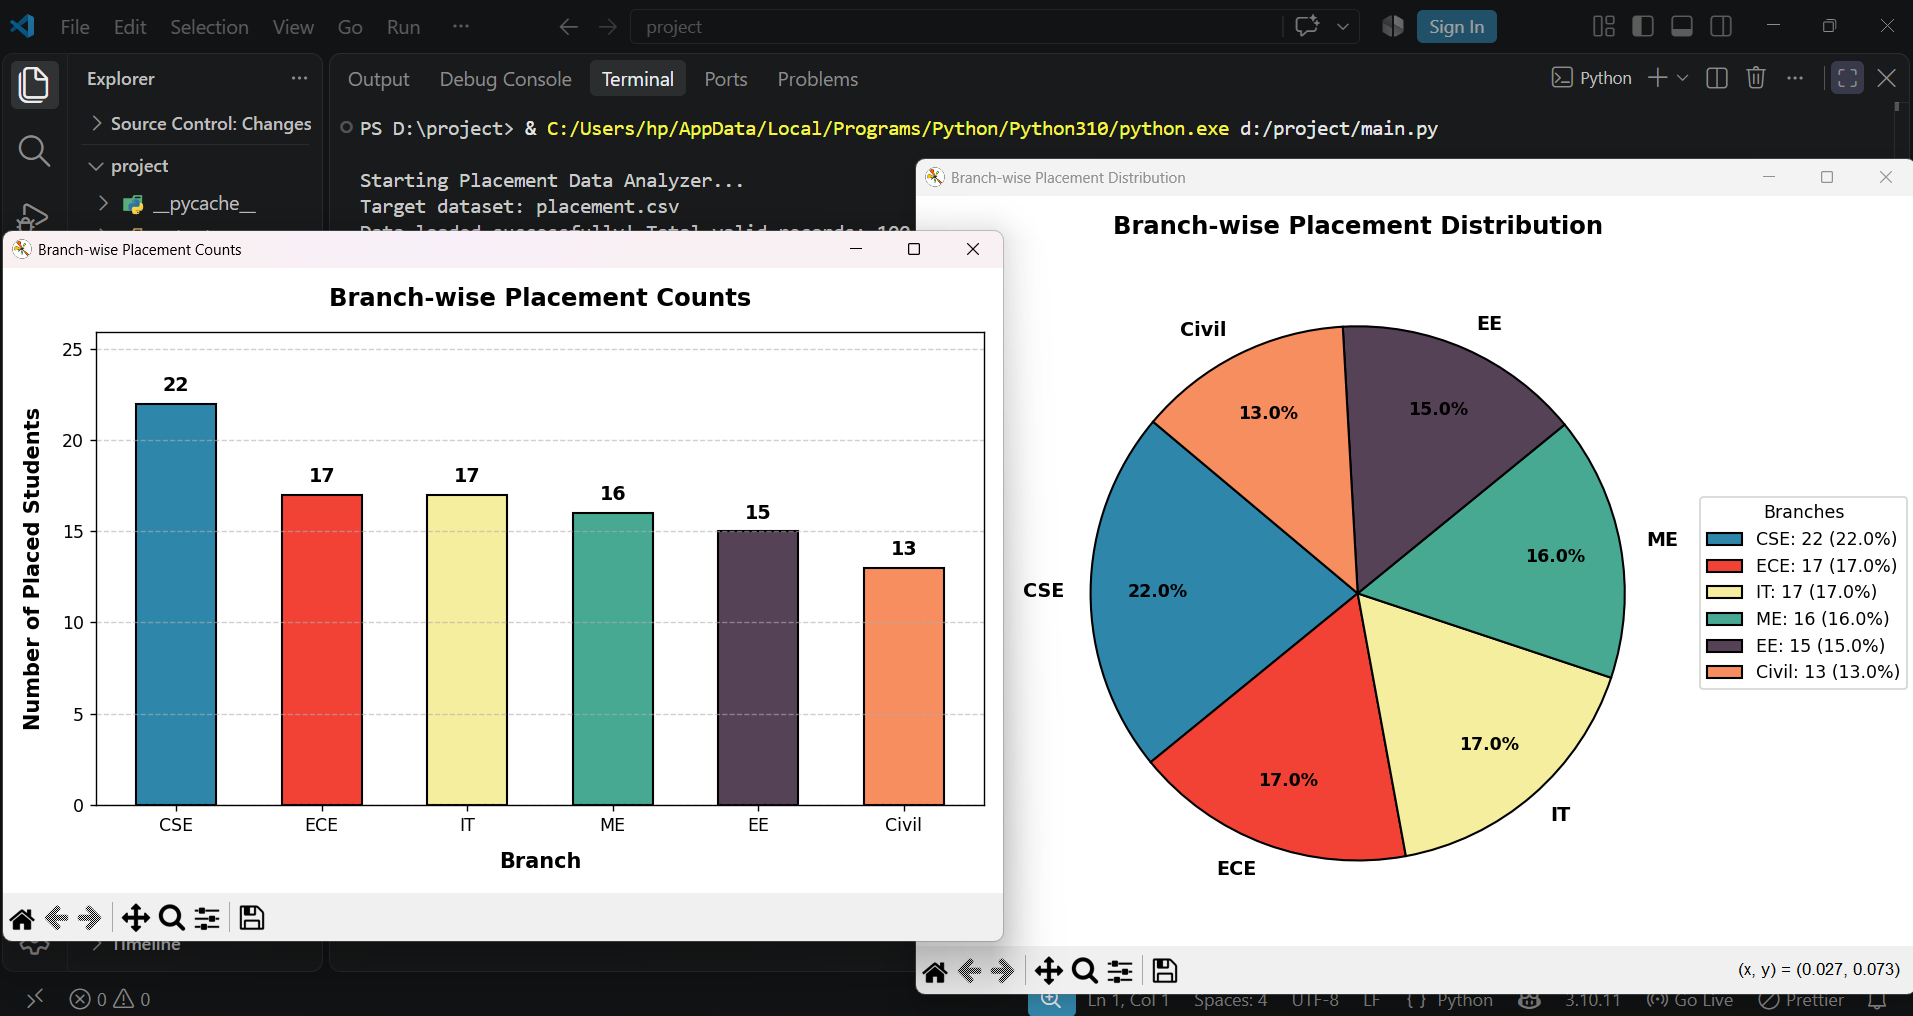 File Edit Selection View Go Run ··· project Sign In
Explorer ···
Source Control: Changes
project
__pycache__
Output Debug Console Terminal Ports Problems
Python
PS D:\project> & C:/Users/hp/AppData/Local/Programs/Python/Python310/python.exe d:/project/main.py
Starting Placement Data Analyzer...
Target dataset: placement.csv
Data loaded successfully! Total valid records: 100
Branch-wise Placement Counts
Branch-wise Placement Counts
Number of Placed Students
25
20
15
10
5
0
22
17
17
16
15
13
CSE ECE IT ME EE Civil
Branch
Branch-wise Placement Distribution
Branch-wise Placement Distribution
Civil
EE
ME
CSE
IT
ECE
13.0%
15.0%
16.0%
22.0%
17.0%
17.0%
Branches
CSE: 22 (22.0%)
ECE: 17 (17.0%)
IT: 17 (17.0%)
ME: 16 (16.0%)
EE: 15 (15.0%)
Civil: 13 (13.0%)
(x, y) = (0.027, 0.073)
Timeline
0 0
Ln 1, Col 1 Spaces: 4 UTF-8 LF { } Python 3.10.11 Go Live Prettier